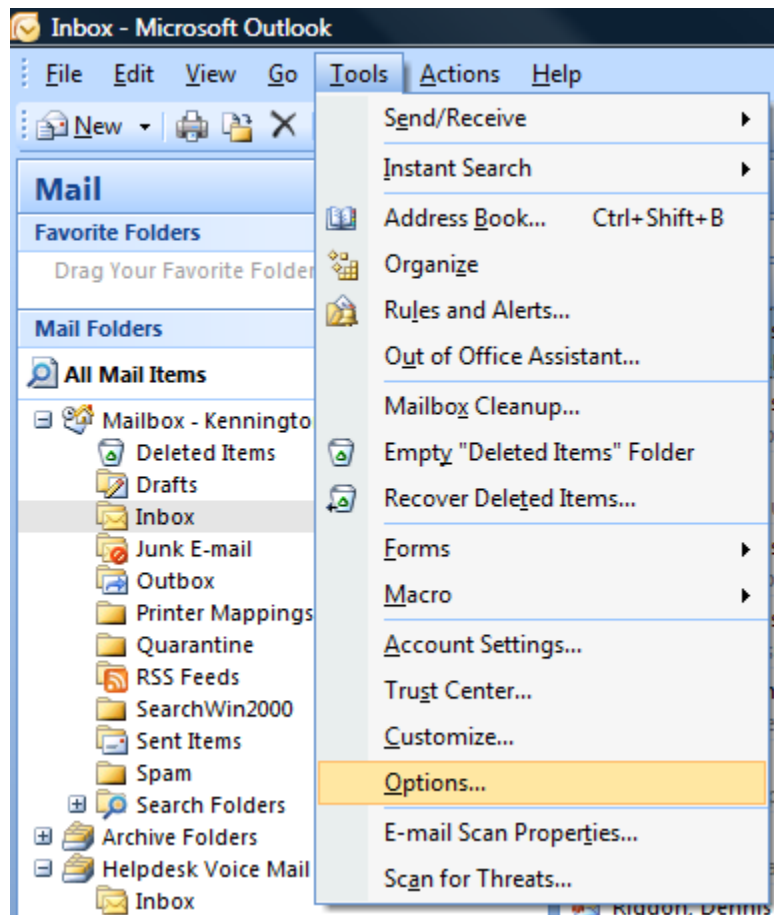 Inbox - Microsoft Outlook
File Edit View Go Tools Actions Help
New
Mail
Favorite Folders
Drag Your Favorite Folder
Mail Folders
All Mail Items
Mailbox - Kenningto
Deleted Items
Drafts
Inbox
Junk E-mail
Outbox
Printer Mappings
Quarantine
RSS Feeds
SearchWin2000
Sent Items
Spam
Search Folders
Archive Folders
Helpdesk Voice Mail
Inbox
Send/Receive
Instant Search
Address Book... Ctrl+Shift+B
Organize
Rules and Alerts...
Out of Office Assistant...
Mailbox Cleanup...
Empty "Deleted Items" Folder
Recover Deleted Items...
Forms
Macro
Account Settings...
Trust Center...
Customize...
Options...
E-mail Scan Properties...
Scan for Threats...